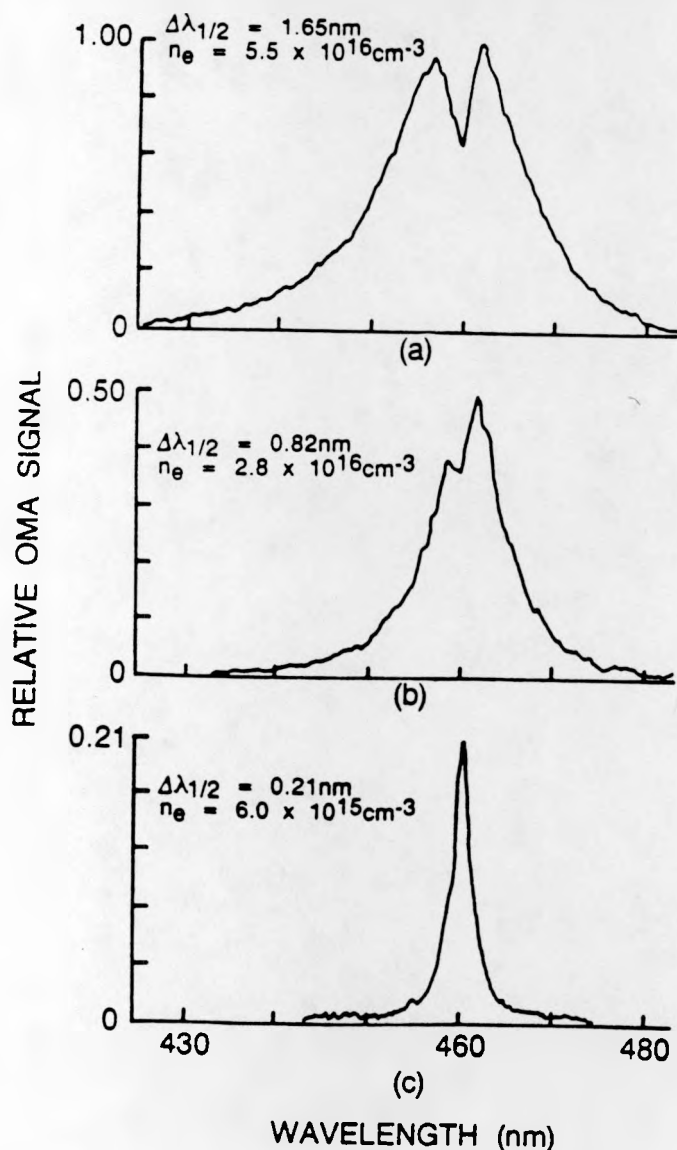 RELATIVE OMA SIGNAL
1.00
Δλ1/2 = 1.65nm
ne = 5.5 x 10^16cm-3
0
(a)
0.50
Δλ1/2 = 0.82nm
ne = 2.8 x 10^16cm-3
0
(b)
0.21
Δλ1/2 = 0.21nm
ne = 6.0 x 10^15cm-3
0
430 460 480
(c)
WAVELENGTH (nm)